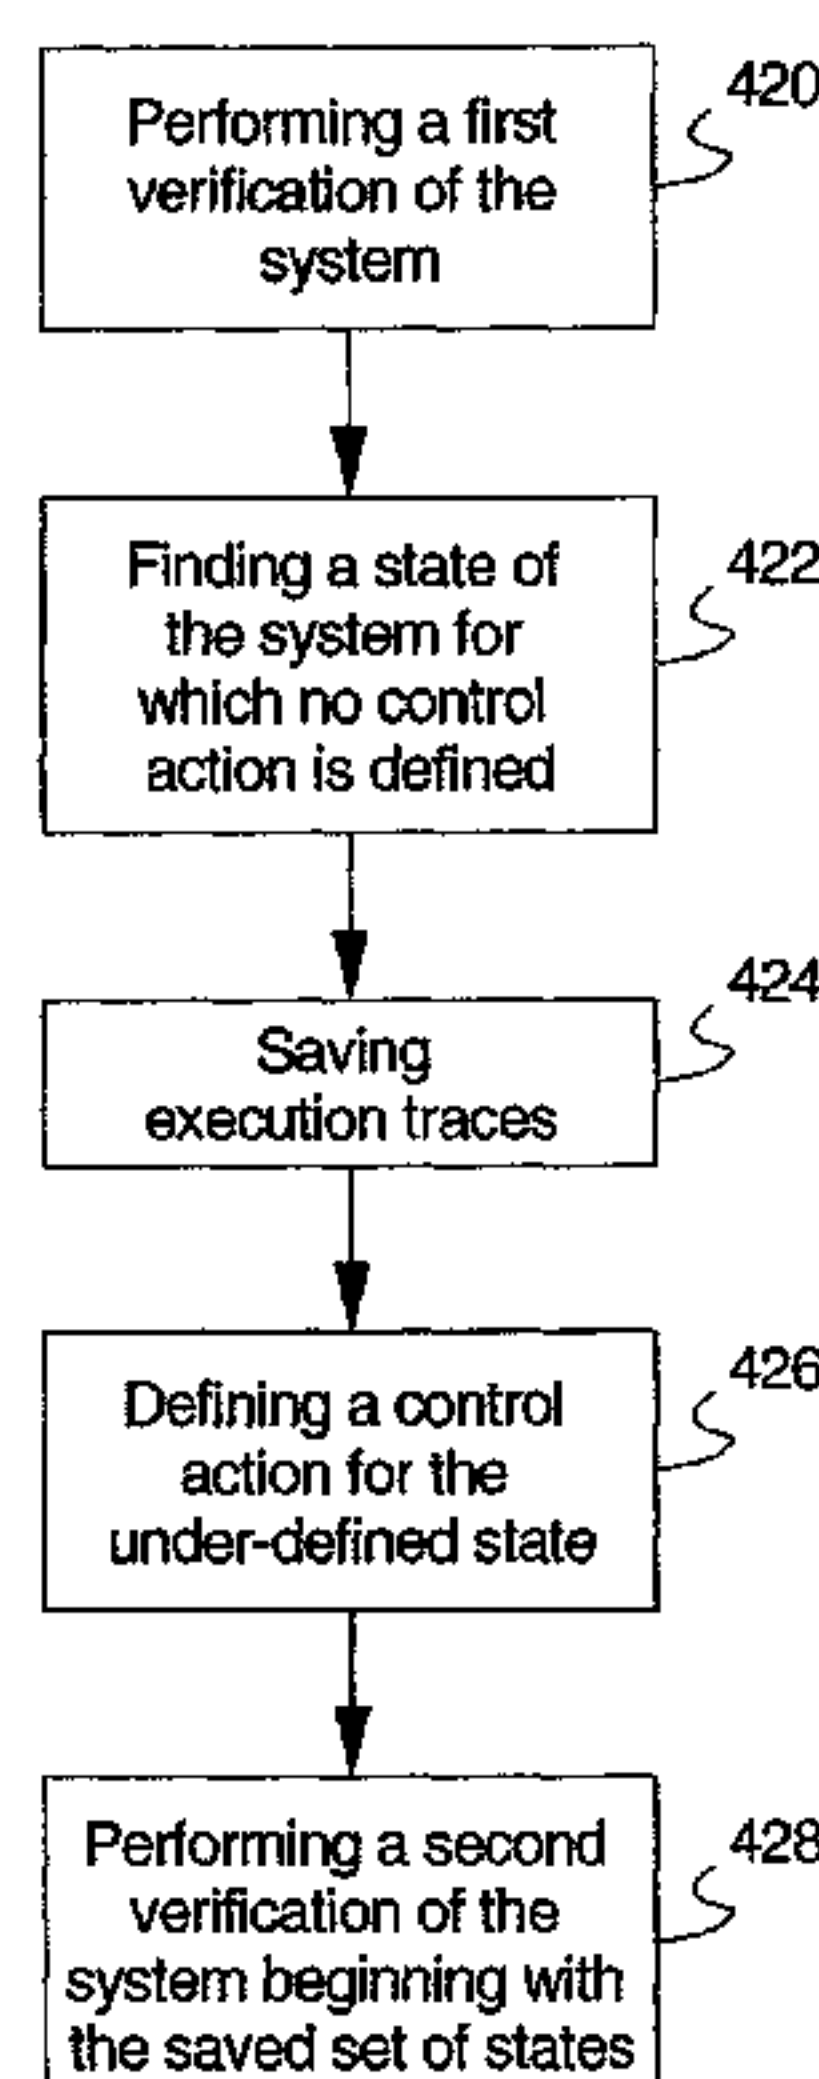 420
Performing a first
verification of the
system
422
Finding a state of
the system for
which no control
action is defined
424
Saving
execution traces
426
Defining a control
action for the
under-defined state
428
Performing a second
verification of the
system beginning with
the saved set of states